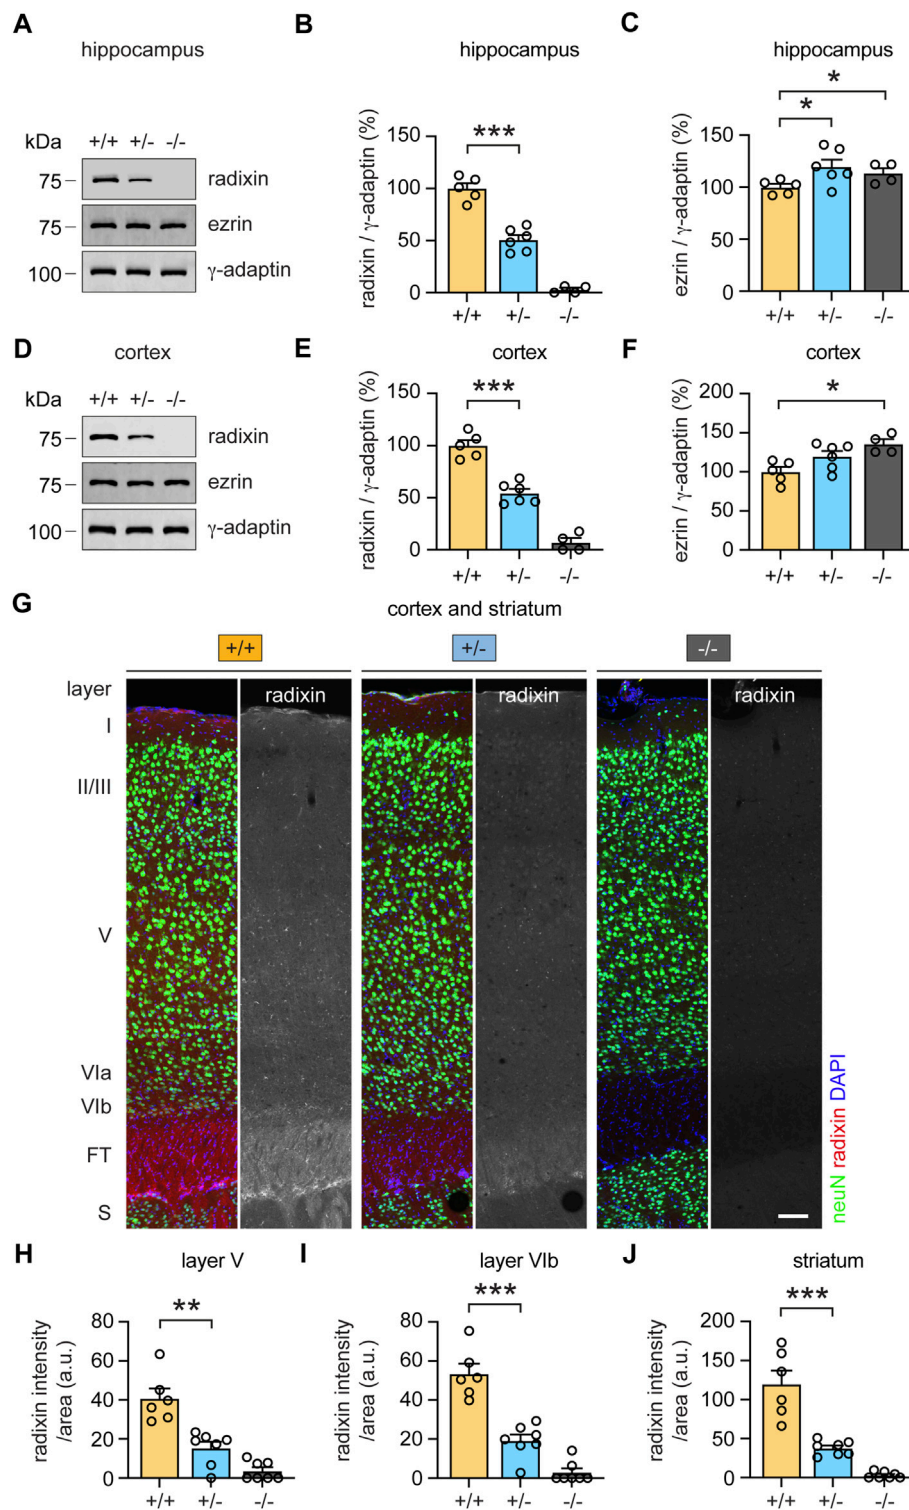 A
hippocampus
kDa +/+ +/- -/-
75 radixin
75 ezrin
100 γ-adaptin
B
hippocampus
radixin / γ-adaptin (%)
***
150
100
50
0
+/+ +/- -/-
C
hippocampus
ezrin / γ-adaptin (%)
*
*
150
100
50
0
+/+ +/- -/-
D
cortex
kDa +/+ +/- -/-
75 radixin
75 ezrin
100 γ-adaptin
E
cortex
radixin / γ-adaptin (%)
***
150
100
50
0
+/+ +/- -/-
F
cortex
ezrin / γ-adaptin (%)
*
200
150
100
50
0
+/+ +/- -/-
G
cortex and striatum
+/+ +/- -/-
layer radixin radixin radixin
I
II/III
V
VIa
VIb
FT
S
neuN radixin DAPI
H
layer V
radixin intensity
/area (a.u.)
**
80
60
40
20
0
+/+ +/- -/-
I
layer VIb
radixin intensity
/area (a.u.)
***
80
60
40
20
0
+/+ +/- -/-
J
striatum
radixin intensity
/area (a.u.)
***
200
150
100
50
0
+/+ +/- -/-